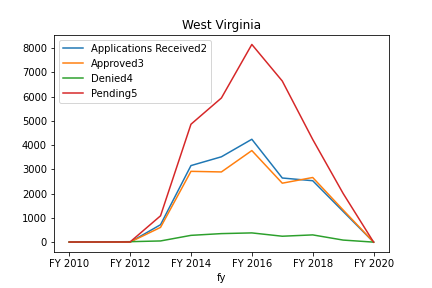 West Virginia
Applications Received2
Approved3
Denied4
Pending5
8000
7000
6000
5000
4000
3000
2000
1000
0
FY 2010 FY 2012 FY 2014 FY 2016 FY 2018 FY 2020
fy